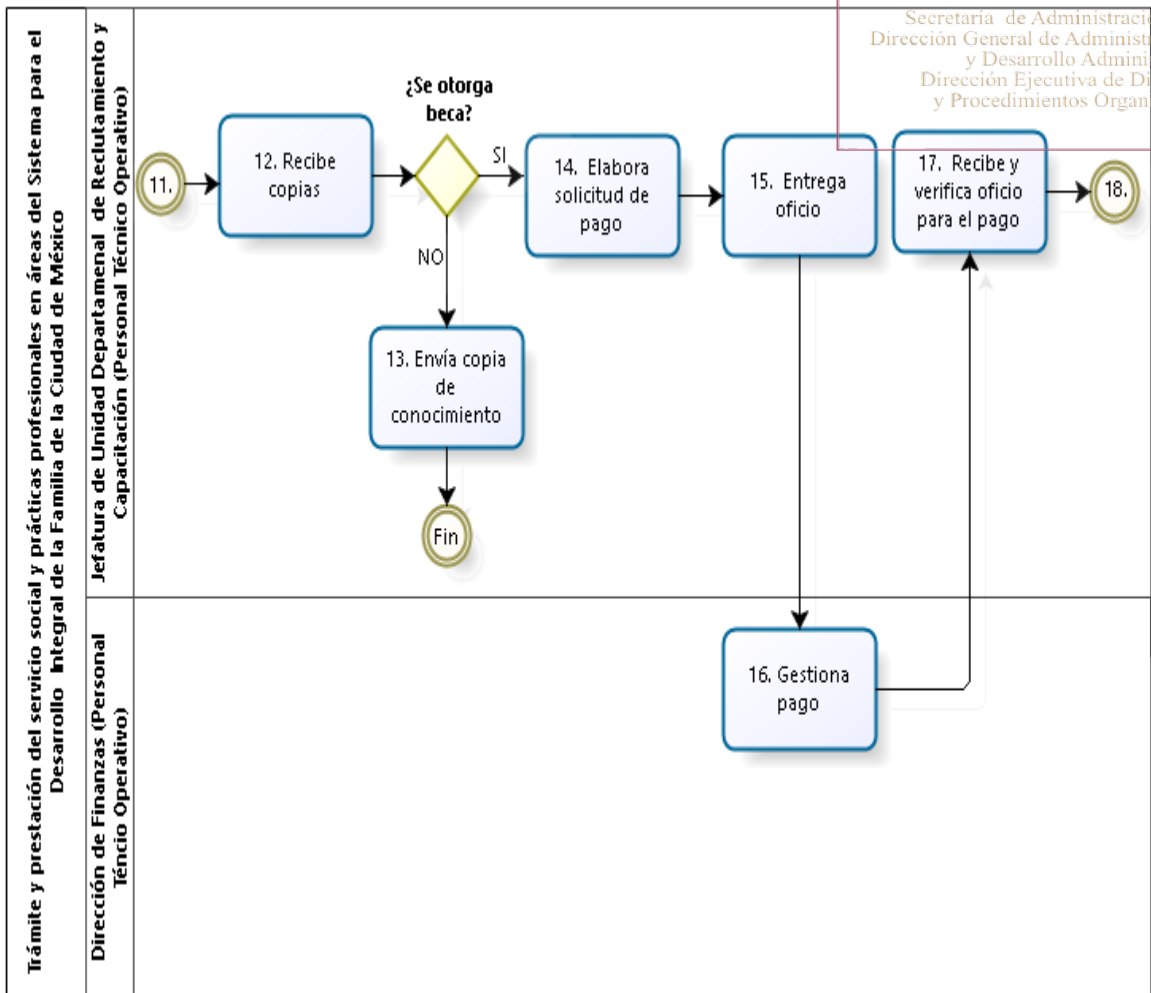 Trámite y prestación del servicio social y prácticas profesionales en áreas del Sistema para el
Desarrollo Integral de la Familia de la Ciudad de México
Jefatura de Unidad Departamenal de Reclutamiento y
Capacitación (Personal Técnico Operativo)
Secretaría de Administració
Dirección General de Administ
y Desarrollo Admini
Dirección Ejecutiva de Di
y Procedimientos Organ
11.
12. Recibe
copias
¿Se otorga
beca?
SI
NO
13. Envía copia
de
conocimiento
Fin
14. Elabora
solicitud de
pago
15. Entrega
oficio
17. Recibe y
verifica oficio
para el pago
18.
Dirección de Finanzas (Personal
Téncio Operativo)
16. Gestiona
pago